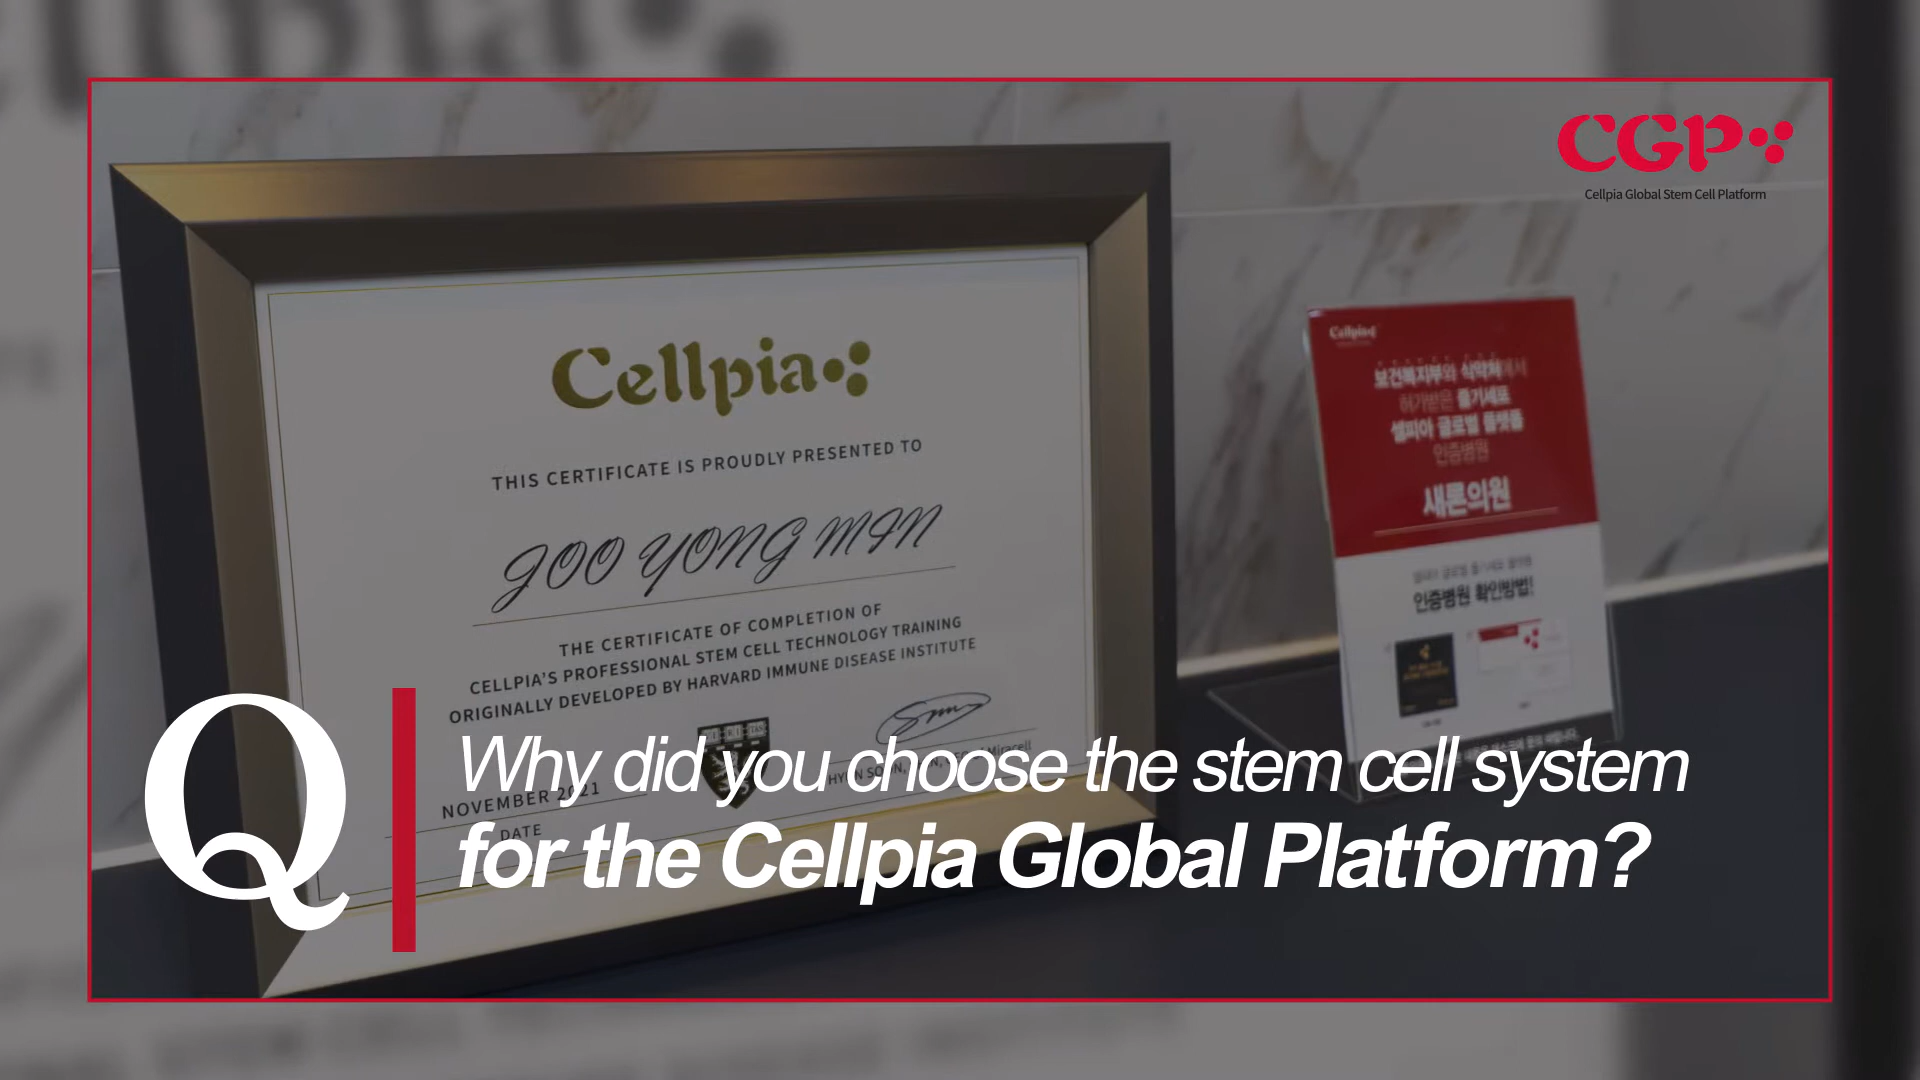 CGP
Cellpia Global Stem Cell Platform
Cellpia
THIS CERTIFICATE IS PROUDLY PRESENTED TO
JOO YONG MIN
THE CERTIFICATE OF COMPLETION OF
CELLPIA'S PROFESSIONAL STEM CELL TECHNOLOGY TRAINING
ORIGINALLY DEVELOPED BY HARVARD IMMUNE DISEASE INSTITUTE
NOVEMBER 2021
DATE
Miracell
Cellpia
보건복지부와 식약처에서
허가받은 줄기세포
셀피아 글로벌 플랫폼
인증병원
새론의원
인증병원 확인방법!
Q
Why did you choose the stem cell system
for the Cellpia Global Platform?